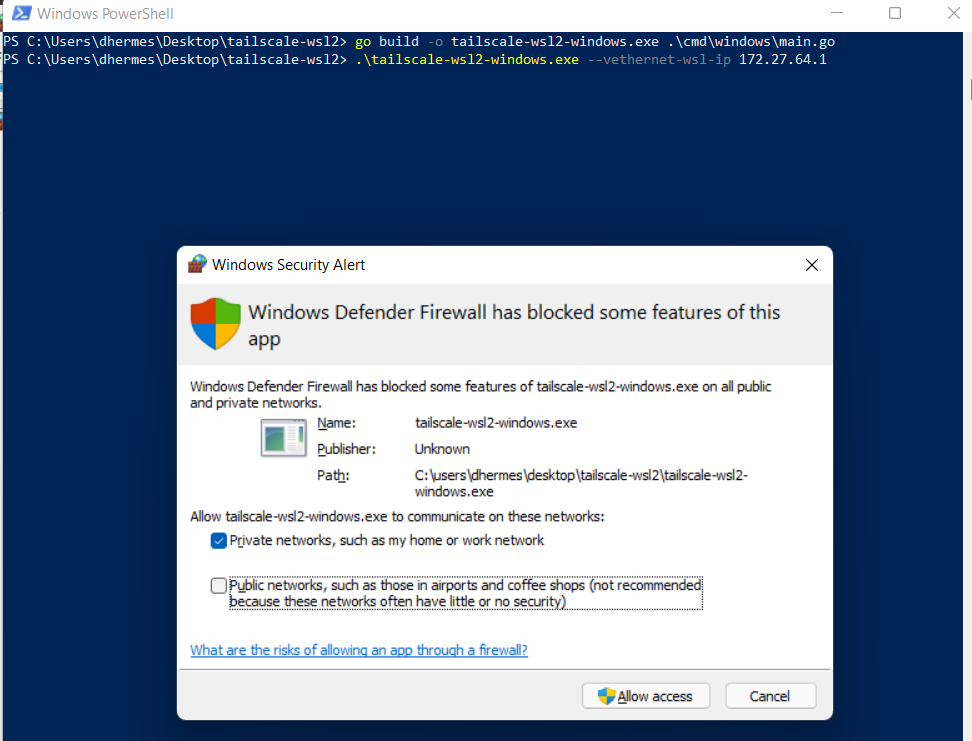 Windows PowerShell
PS C:\Users\dhermes\Desktop\tailscale-wsl2> go build -o tailscale-wsl2-windows.exe .\cmd\windows\main.go
PS C:\Users\dhermes\Desktop\tailscale-wsl2> .\tailscale-wsl2-windows.exe --vethernet-wsl-ip 172.27.64.1
Windows Security Alert
Windows Defender Firewall has blocked some features of this
app
Windows Defender Firewall has blocked some features of tailscale-wsl2-windows.exe on all public
and private networks.
Name: tailscale-wsl2-windows.exe
Publisher: Unknown
Path: C:\users\dhermes\desktop\tailscale-wsl2\tailscale-wsl2-
windows.exe
Allow tailscale-wsl2-windows.exe to communicate on these networks:
Private networks, such as my home or work network
Public networks, such as those in airports and coffee shops (not recommended
because these networks often have little or no security)
What are the risks of allowing an app through a firewall?
Allow access Cancel